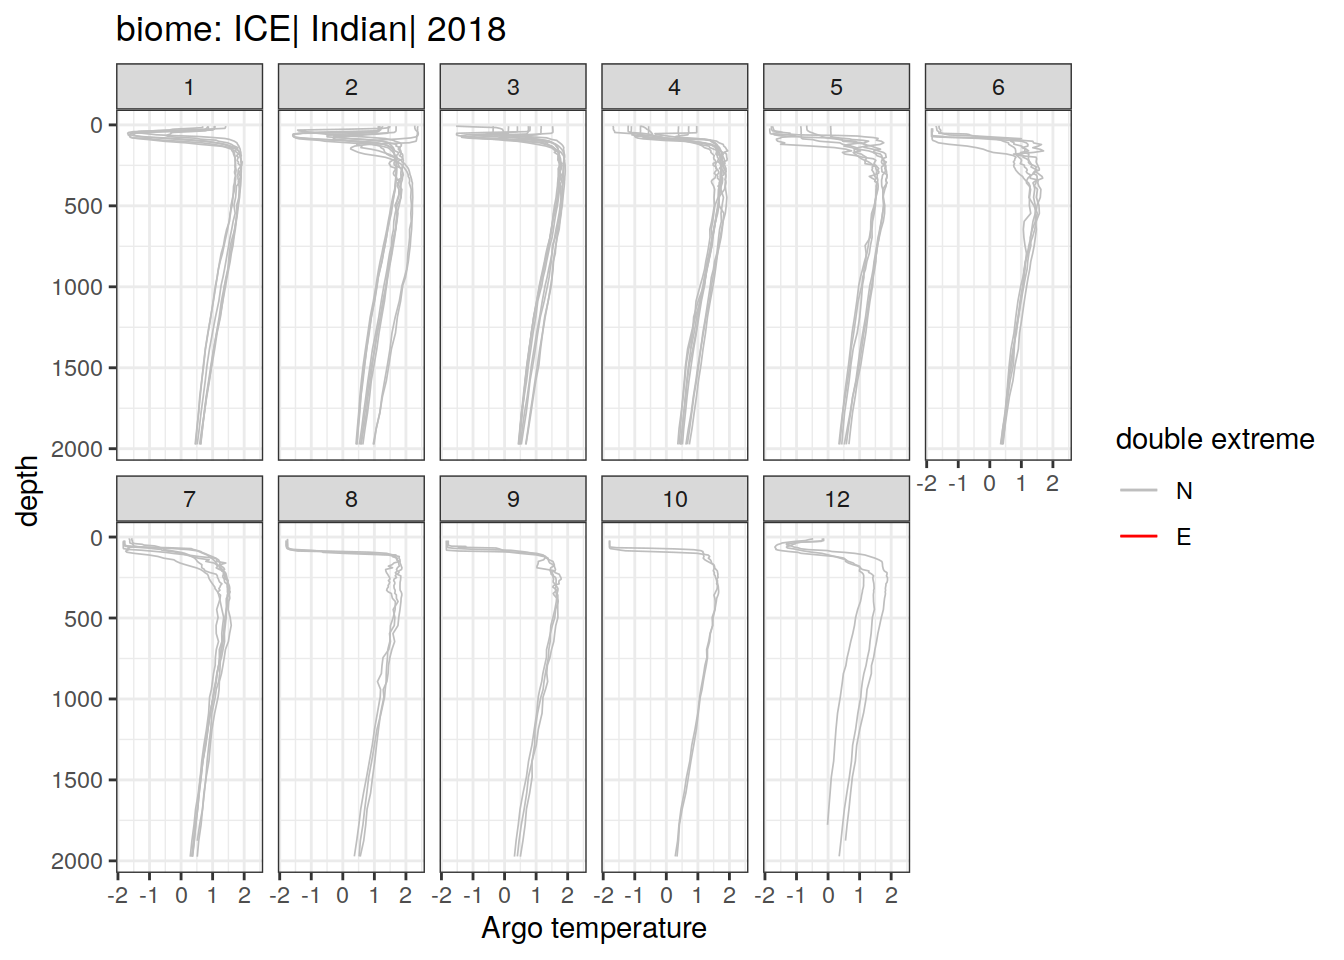 biome: ICE| Indian| 2018
1 2 3 4 5 6
0
500
1000
1500
2000
-2 -1 0 1 2
7 8 9 10 12
0
500
1000
1500
2000
-2 -1 0 1 2 -2 -1 0 1 2 -2 -1 0 1 2 -2 -1 0 1 2 -2 -1 0 1 2
Argo temperature
depth
double extreme
N
E